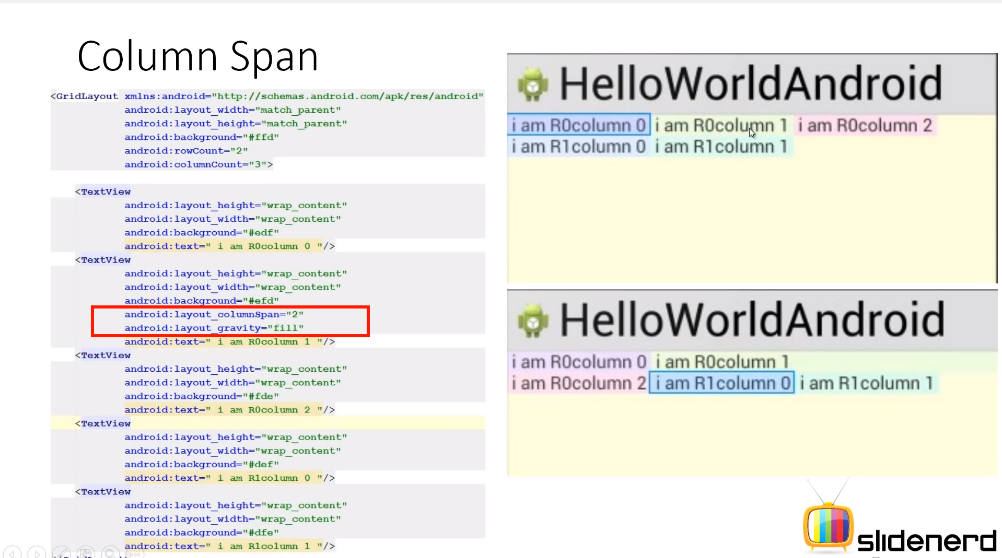 Column Span
<GridLayout xmlns:android="http://schemas.android.com/apk/res/android"
android:layout_width="match_parent"
android:layout_height="match_parent"
android:background="#ffd"
android:rowCount="2"
android:columnCount="3">
<TextView
android:layout_height="wrap_content"
android:layout_width="wrap_content"
android:background="#edf"
android:text=" i am R0column 0 "/>
<TextView
android:layout_height="wrap_content"
android:layout_width="wrap_content"
android:background="#efd"
android:layout_columnSpan="2"
android:layout_gravity="fill"
android:text=" i am R0column 1 "/>
<TextView
android:layout_height="wrap_content"
android:layout_width="wrap_content"
android:background="#fde"
android:text=" i am R0column 2 "/>
<TextView
android:layout_height="wrap_content"
android:layout_width="wrap_content"
android:background="#def"
android:text=" i am R1column 0 "/>
<TextView
android:layout_height="wrap_content"
android:layout_width="wrap_content"
android:background="#dfe"
android:text=" i am R1column 1 "/>
HelloWorldAndroid
i am R0column 0 i am R0column 1 i am R0column 2
i am R1column 0 i am R1column 1
HelloWorldAndroid
i am R0column 0 i am R0column 1
i am R0column 2 i am R1column 0 i am R1column 1
slidenerd